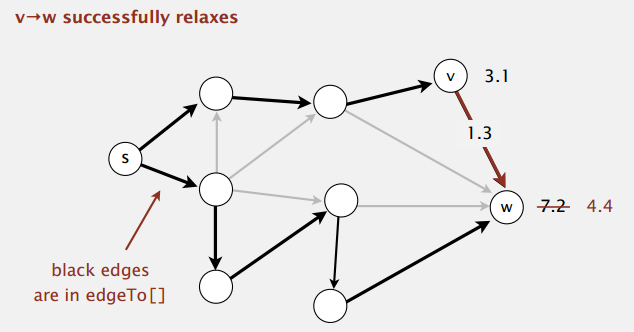 v→w successfully relaxes
v
3.1
1.3
s
w
7.2
4.4
black edges
are in edgeTo[]